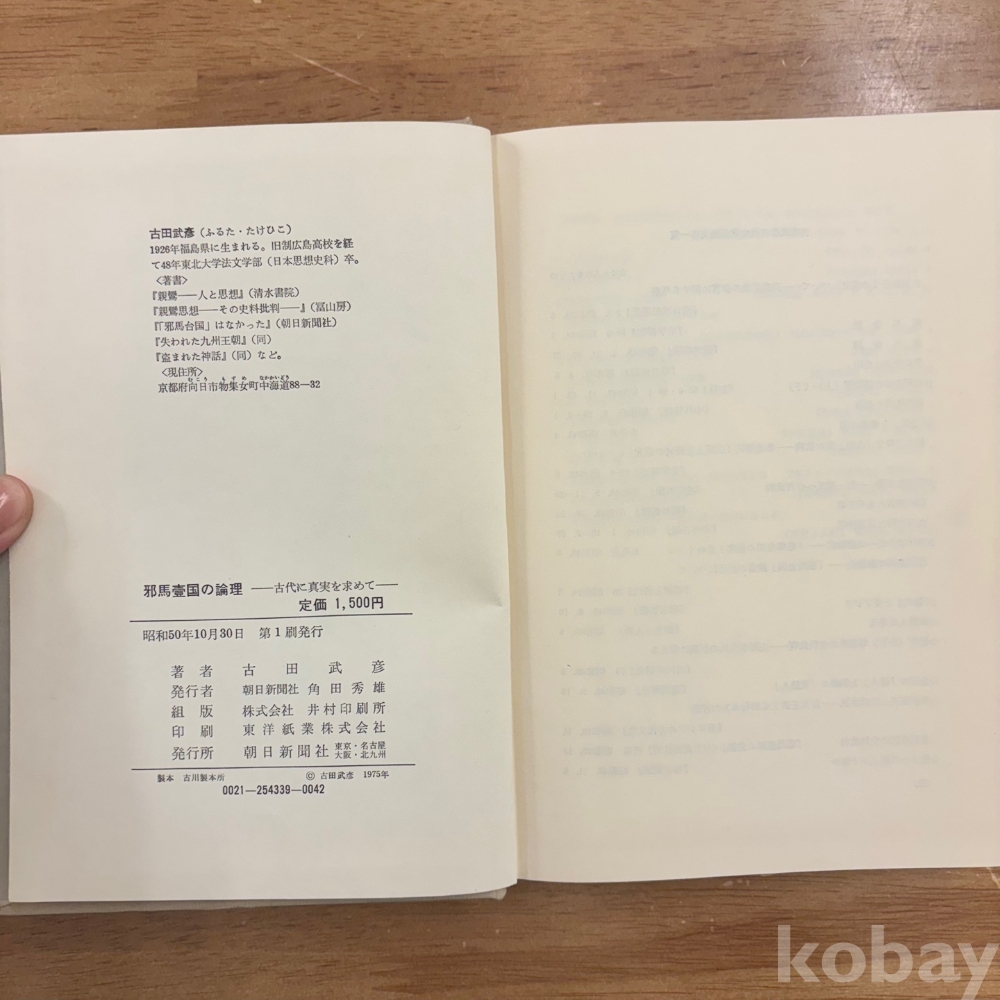 古田武彦(ふるた・たけひこ)
1926年福島県に生まれる。旧制広島高校を経
て48年東北大学法文学部(日本思想史科)卒。
〈著書〉
『親鸞――人と思想』(清水書院)
『親鸞思想――その史料批判――』(冨山房)
『「邪馬台国」はなかった』(朝日新聞社)
『失われた九州王朝』(同)
『盗まれた神話』(同)など。
〈現住所〉
京都府向日市物集女町中海道88―32
邪馬壹国の論理 ――古代に真実を求めて――
定価 1,500円
昭和50年10月30日 第1刷発行
著者 古田武彦
発行者 朝日新聞社 角田秀雄
組版 株式会社 井村印刷所
印刷 東洋紙業株式会社
発行所 朝日新聞社 東京・名古屋 大阪・北九州
製本 古川製本所 © 古田武彦 1975年
0021―254339―0042
kobay